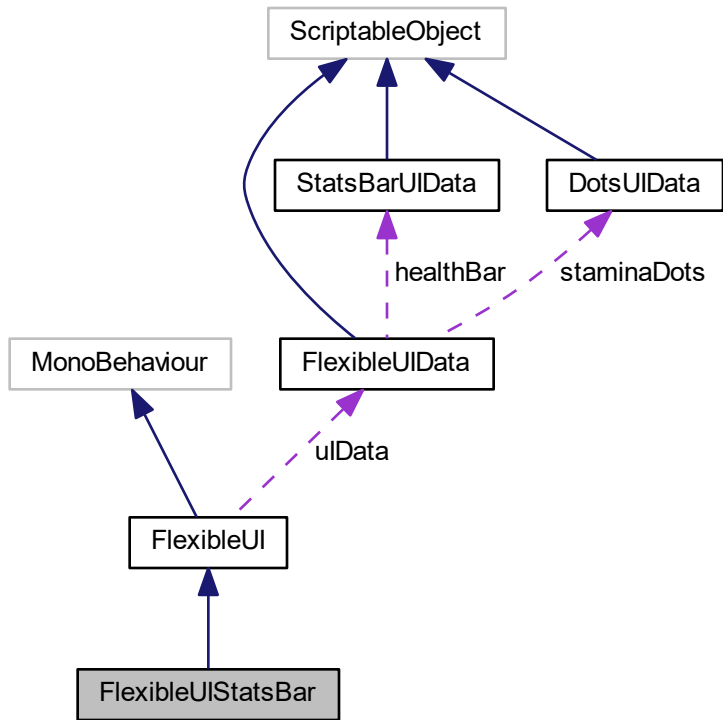 ScriptableObject
StatsBarUIData
DotsUIData
healthBar
staminaDots
MonoBehaviour
FlexibleUIData
uIData
FlexibleUI
FlexibleUIStatsBar